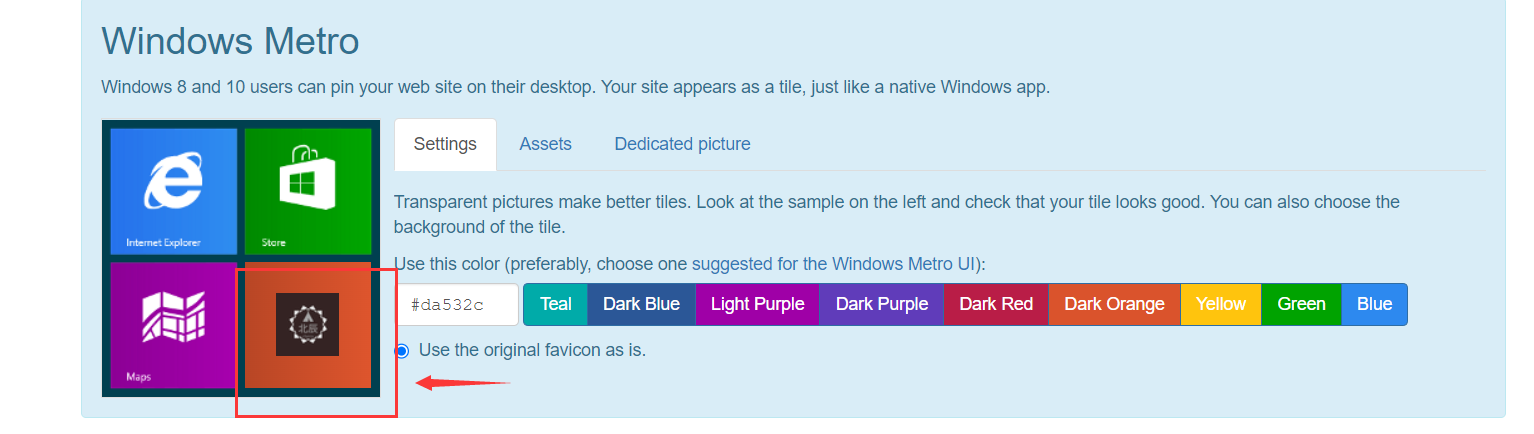 Windows Metro
Windows 8 and 10 users can pin your web site on their desktop. Your site appears as a tile, just like a native Windows app.
Internet Explorer
Store
Maps
北辰
Settings
Assets
Dedicated picture
Transparent pictures make better tiles. Look at the sample on the left and check that your tile looks good. You can also choose the
background of the tile.
Use this color (preferably, choose one suggested for the Windows Metro UI):
#da532c
Teal
Dark Blue
Light Purple
Dark Purple
Dark Red
Dark Orange
Yellow
Green
Blue
Use the original favicon as is.